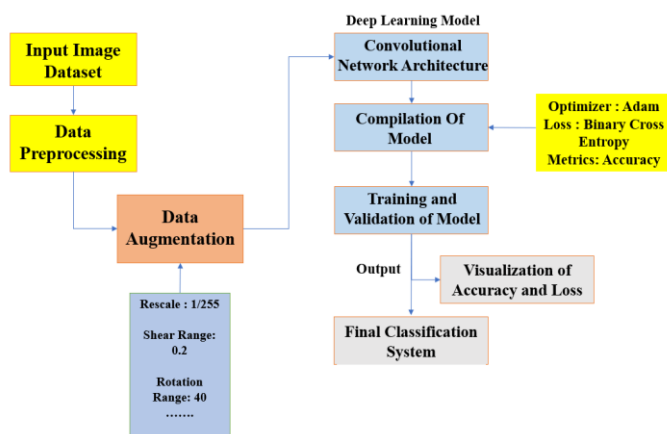 Deep Learning Model
Input Image
Dataset
Data
Preprocessing
Data
Augmentation
Rescale : 1/255
Shear Range:
0.2
Rotation
Range: 40
…….
Convolutional
Network Architecture
Compilation Of
Model
Optimizer : Adam
Loss : Binary Cross
Entropy
Metrics: Accuracy
Training and
Validation of Model
Output
Visualization of
Accuracy and Loss
Final Classification
System